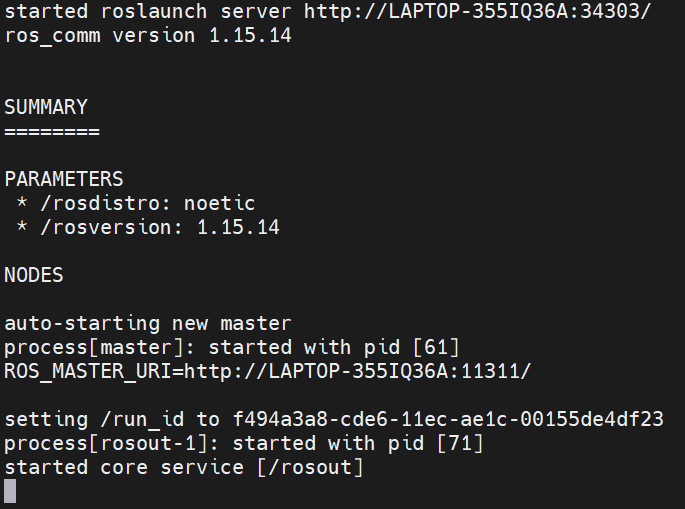 started roslaunch server http://LAPTOP-355IQ36A:34303/
ros_comm version 1.15.14
SUMMARY
========
PARAMETERS
* /rosdistro: noetic
* /rosversion: 1.15.14
NODES
auto-starting new master
process[master]: started with pid [61]
ROS_MASTER_URI=http://LAPTOP-355IQ36A:11311/
setting /run_id to f494a3a8-cde6-11ec-ae1c-00155de4df23
process[rosout-1]: started with pid [71]
started core service [/rosout]